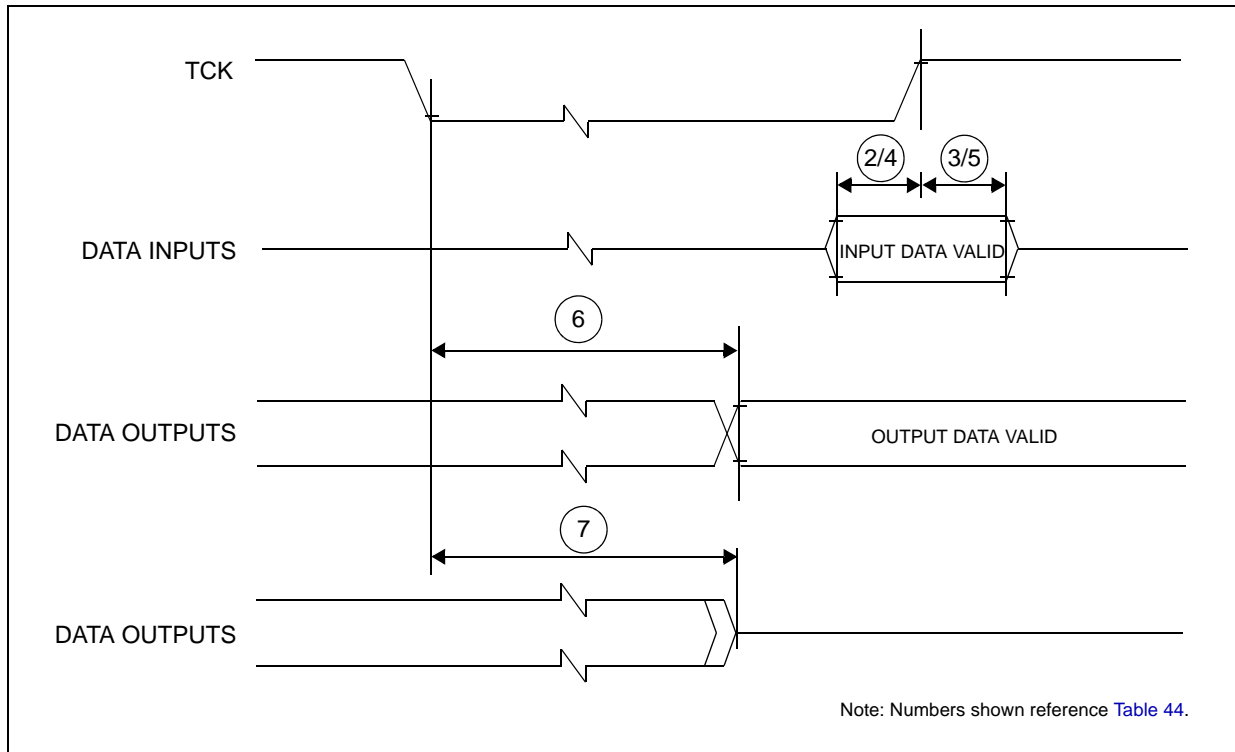 TCK
2/4
3/5
DATA INPUTS
INPUT DATA VALID
6
DATA OUTPUTS
OUTPUT DATA VALID
7
DATA OUTPUTS
Note: Numbers shown reference Table 44.